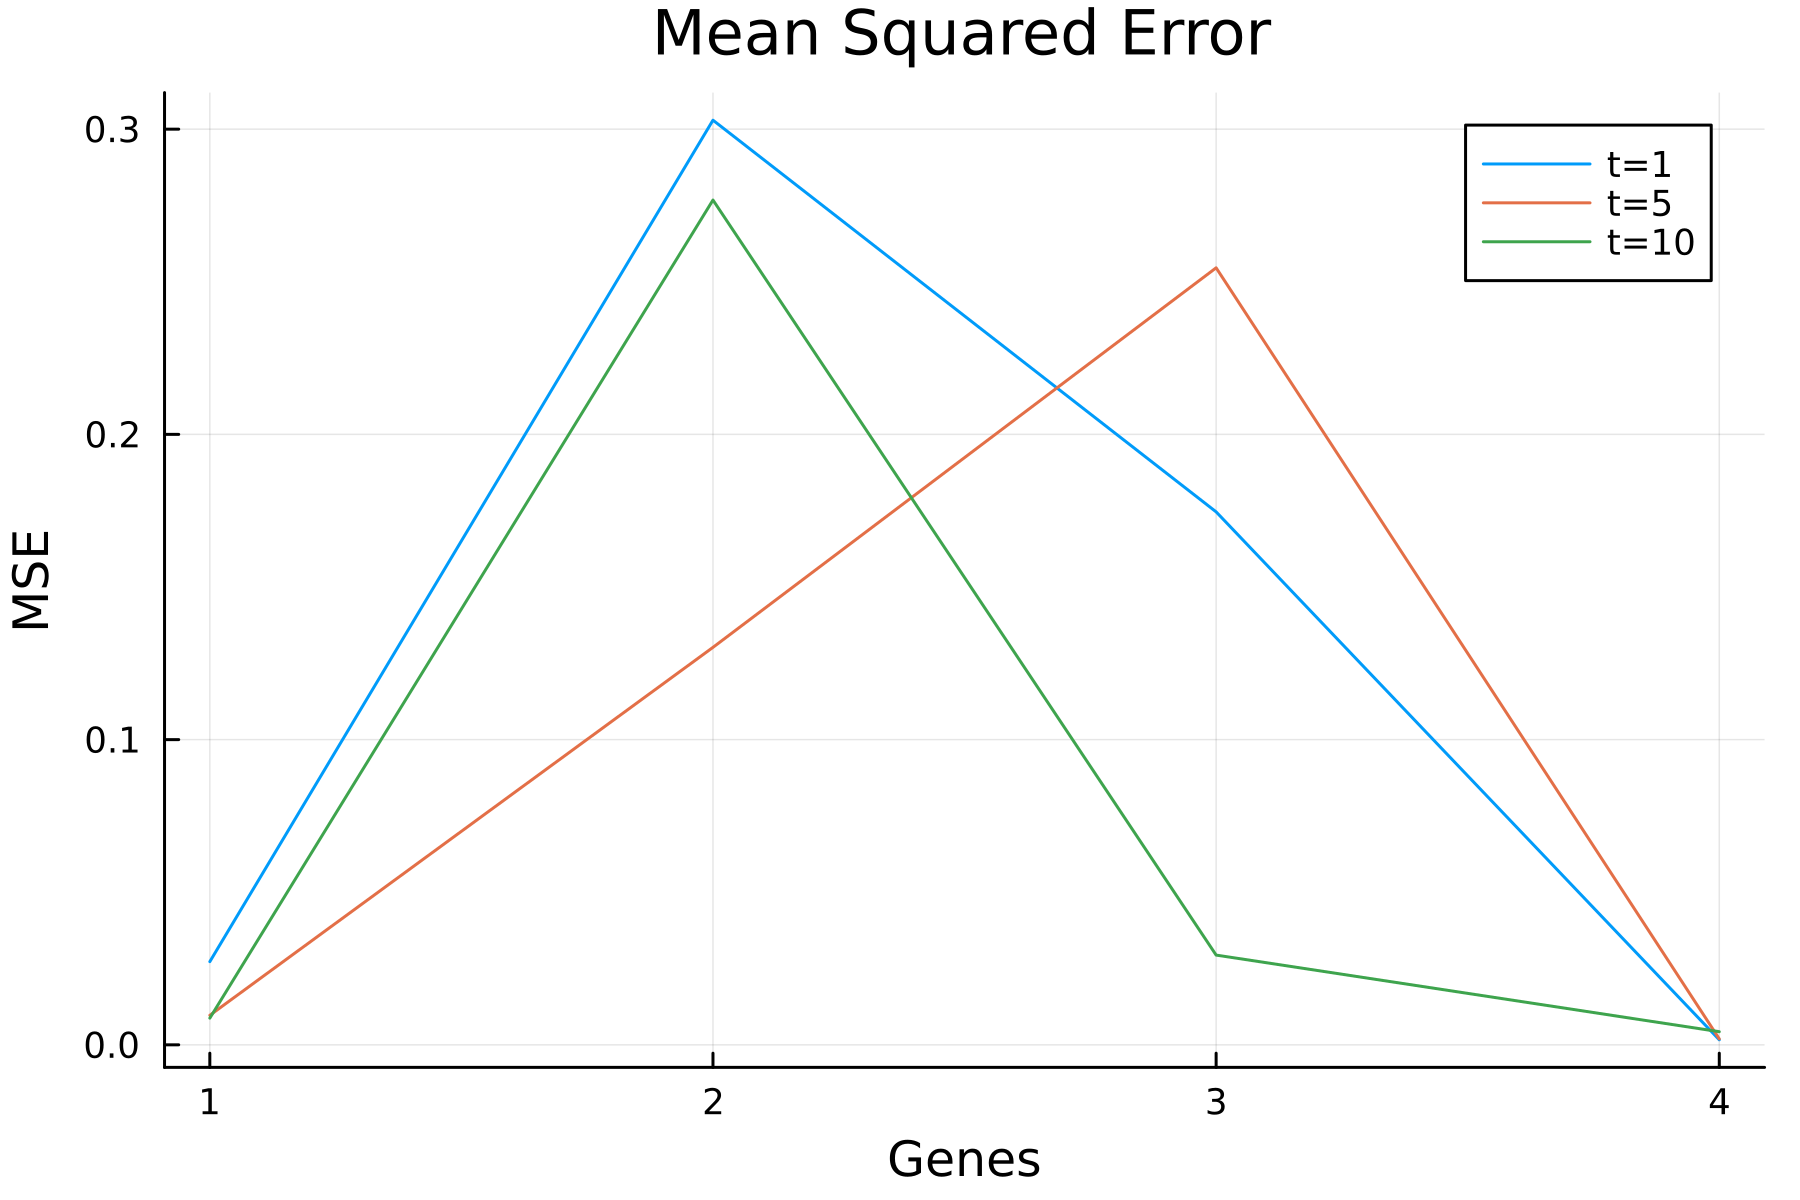 Mean Squared Error
0.3
0.2
0.1
0.0
MSE
t=1
t=5
t=10
1 2 3 4
Genes